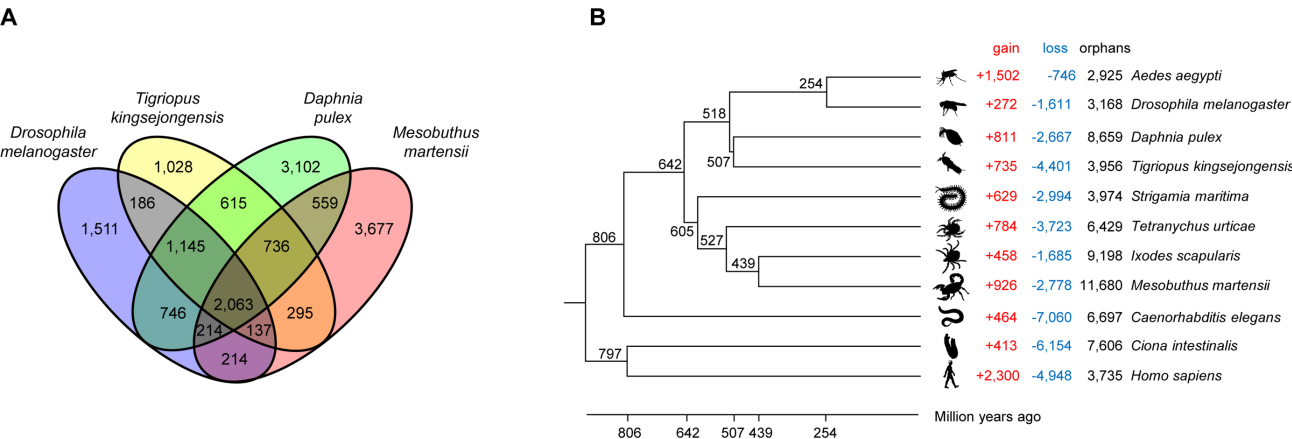 A
Drosophila
melanogaster
Tigriopus
kingsejongensis
Daphnia
pulex
Mesobuthus
martensii
1,028
3,102
186
615
559
1,511
3,677
1,145
736
746
2,063
295
214
137
214
B
gain loss orphans
254 +1,502 -746 2,925 Aedes aegypti
518 +272 -1,611 3,168 Drosophila melanogaster
+811 -2,667 8,659 Daphnia pulex
642 507 +735 -4,401 3,956 Tigriopus kingsejongensis
+629 -2,994 3,974 Strigamia maritima
605 527 +784 -3,723 6,429 Tetranychus urticae
806 439 +458 -1,685 9,198 Ixodes scapularis
+926 -2,778 11,680 Mesobuthus martensii
+464 -7,060 6,697 Caenorhabditis elegans
797 +413 -6,154 7,606 Ciona intestinalis
+2,300 -4,948 3,735 Homo sapiens
Million years ago
806 642 507 439 254